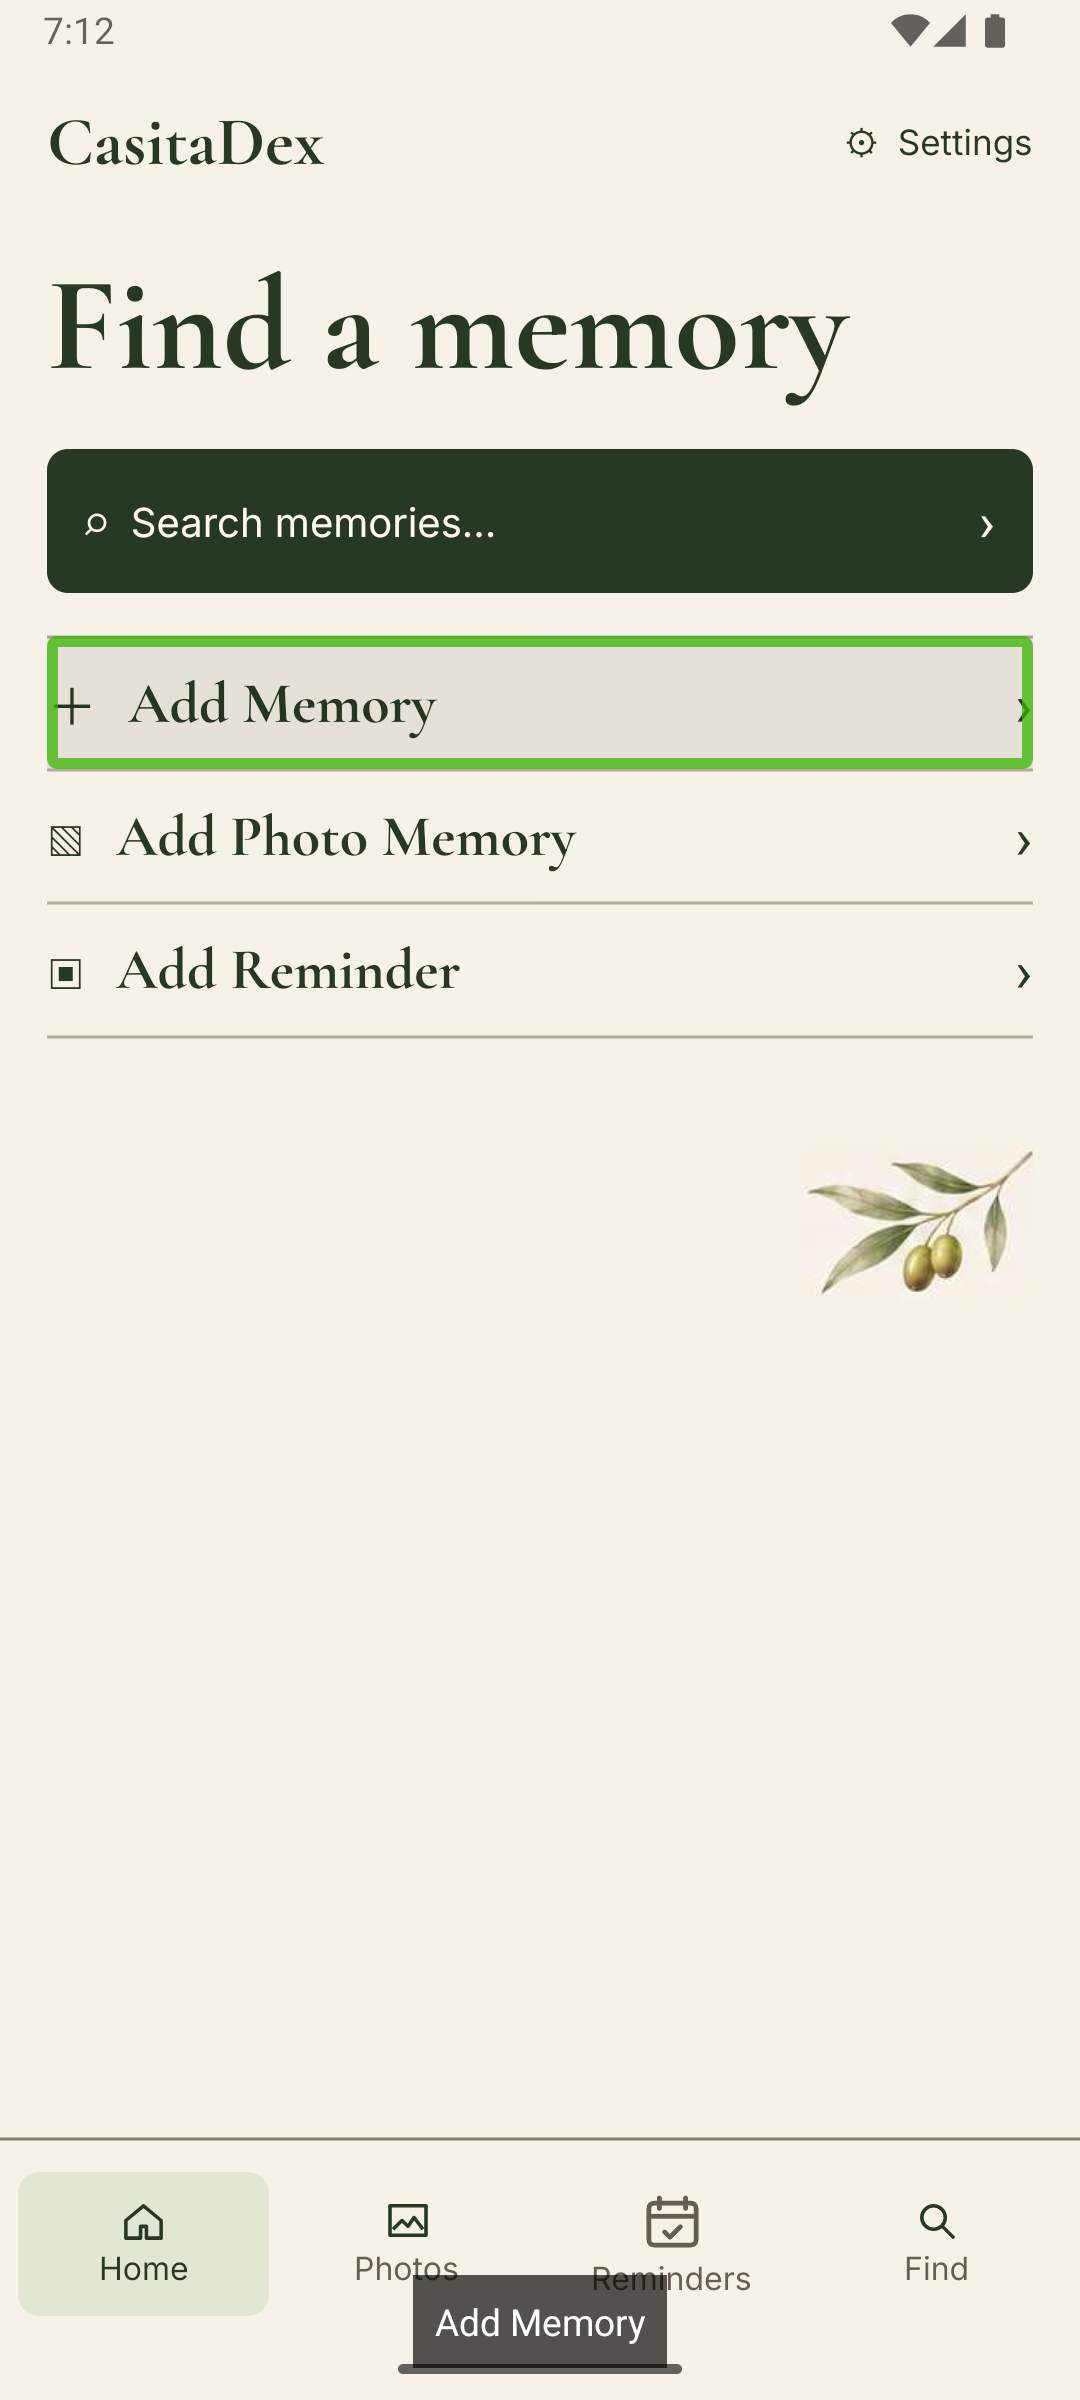 7:12
CasitaDex
Settings
Find a memory
Search memories...
Add Memory
Add Photo Memory
Add Reminder
Home
Photos
Reminders
Find
Add Memory